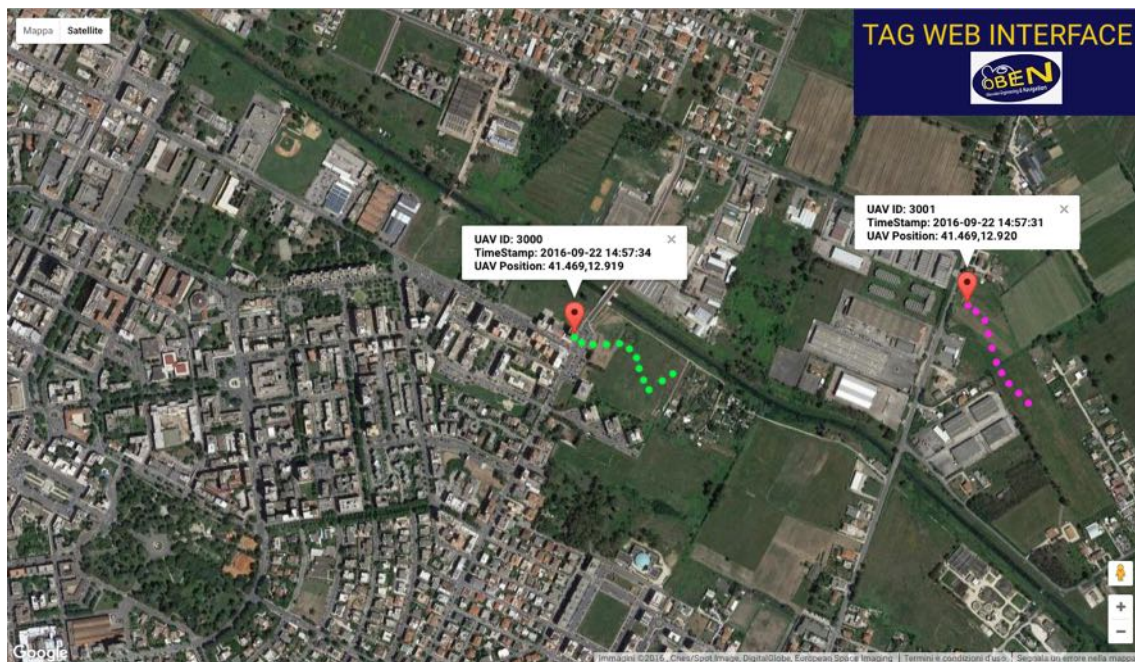 Mappa
Satellite
TAG WEB INTERFACE
OBEN
UAV ID: 3000
TimeStamp: 2016-09-22 14:57:34
UAV Position: 41.469,12.919
UAV ID: 3001
TimeStamp: 2016-09-22 14:57:31
UAV Position: 41.469,12.920
Google
Immagini ©2016 , Cnes/Spot Image, DigitalGlobe, European Space Imaging
Termini e condizioni d'uso
Segnala un errore nella mappa